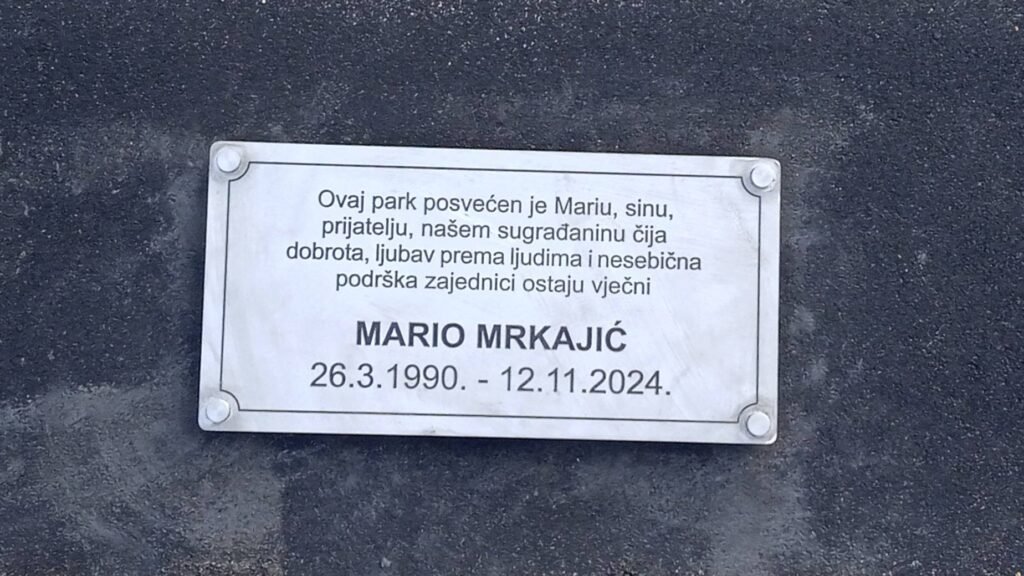 Ovaj park posvećen je Mariu, sinu,
prijatelju, našem sugrađaninu čija
dobrota, ljubav prema ljudima i nesebična
podrška zajednici ostaju vječni
MARIO MRKAJIĆ
26.3.1990. - 12.11.2024.